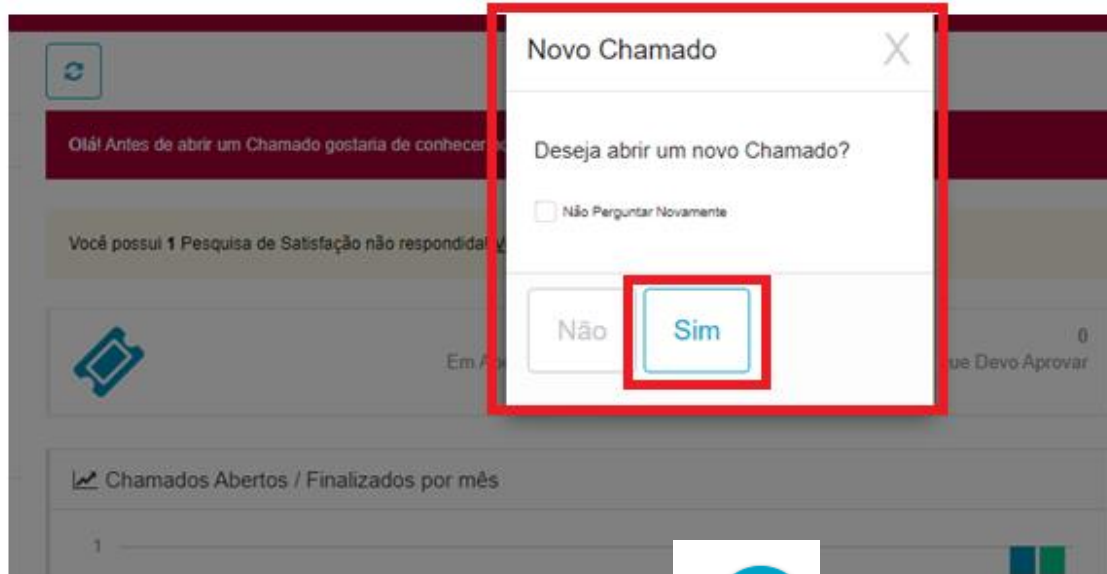 Novo Chamado X
Olá! Antes de abrir um Chamado gostaria de conhecer
Deseja abrir um novo Chamado?
Não Perguntar Novamente
Você possui 1 Pesquisa de Satisfação não respondida!
Não Sim
0
Em
Devo Aprovar
Chamados Abertos / Finalizados por mês
1